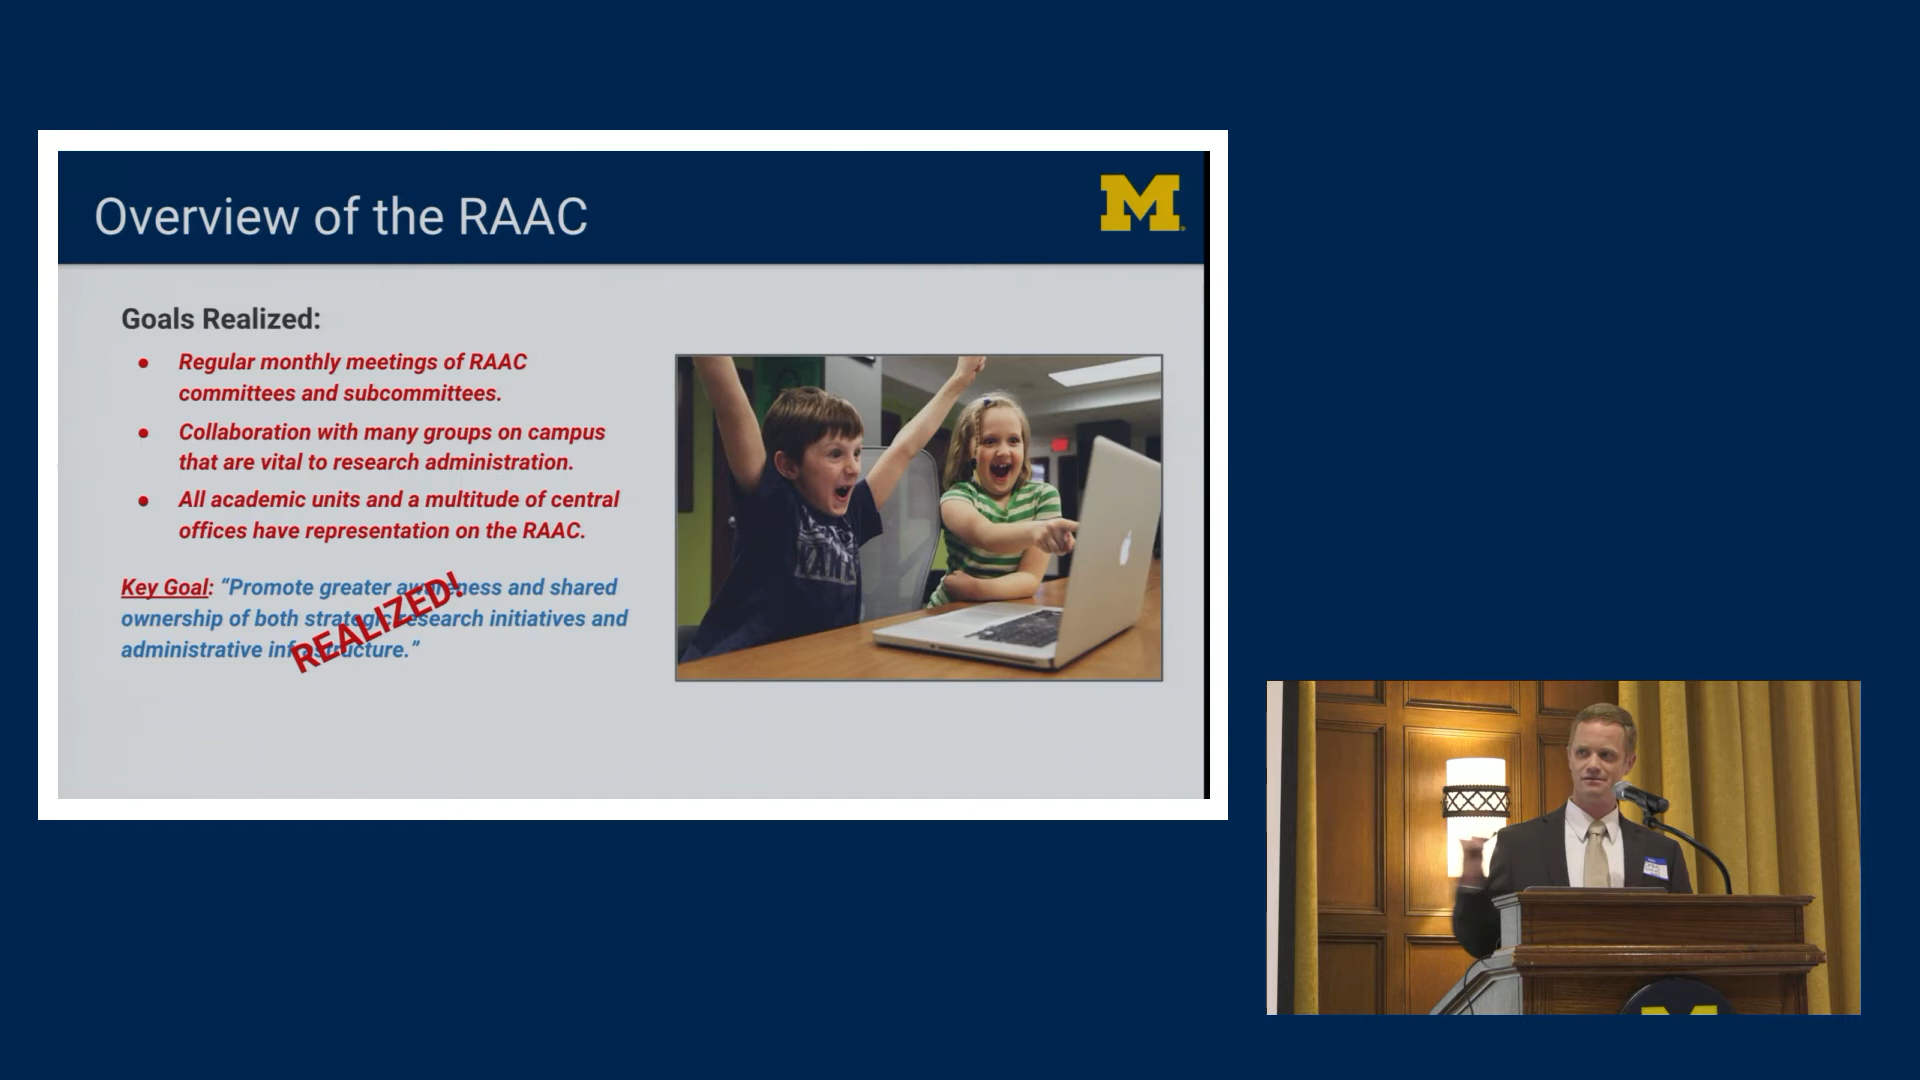 Overview of the RAAC
M
Goals Realized:
● Regular monthly meetings of RAAC
committees and subcommittees.
● Collaboration with many groups on campus
that are vital to research administration.
● All academic units and a multitude of central
offices have representation on the RAAC.
Key Goal: “Promote greater awareness and shared
ownership of both strategic research initiatives and
administrative infrastructure.”
REALIZED!
M